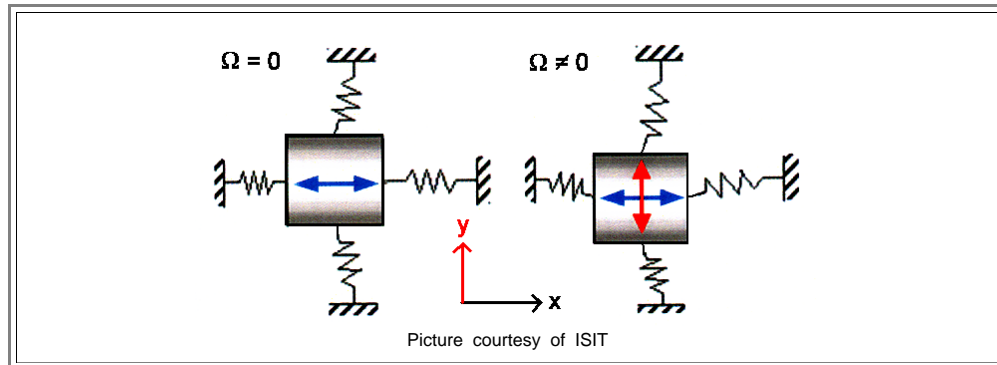 Ω = 0
Ω ≠ 0
y
x
Picture courtesy of ISIT